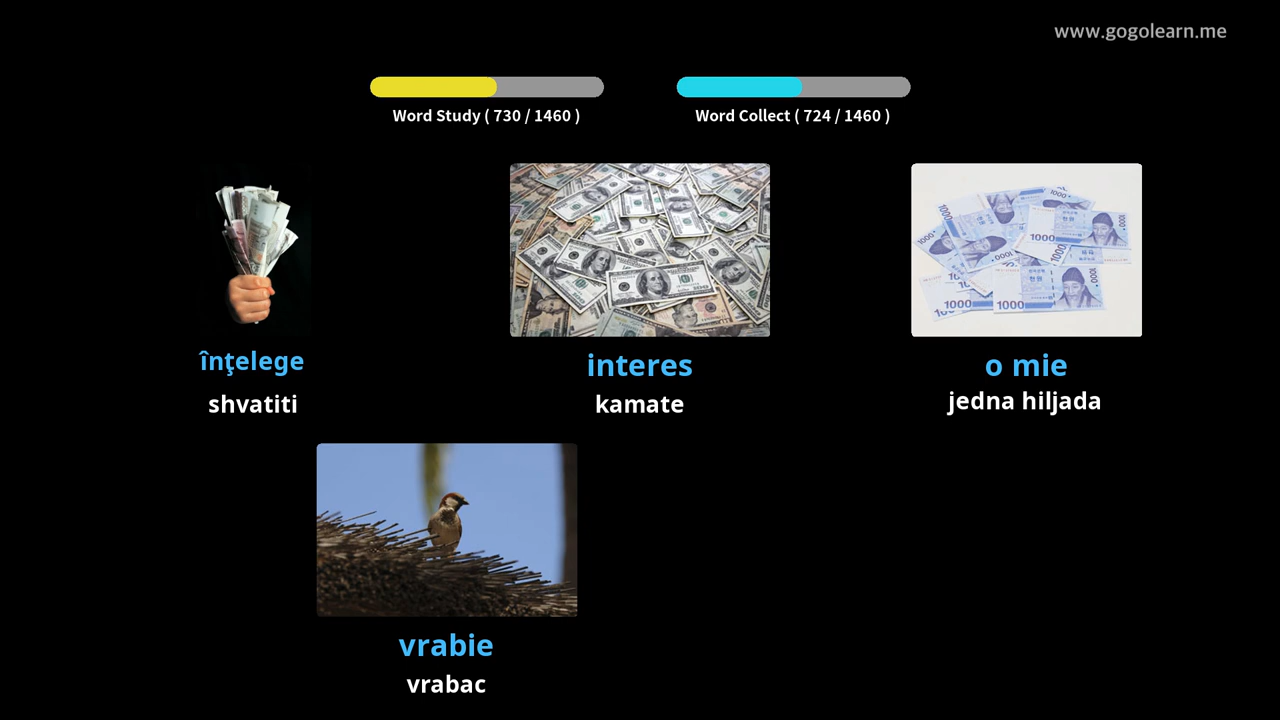 www.gogolearn.me
Word Study ( 730 / 1460 )
Word Collect ( 724 / 1460 )
înţelege
interes
o mie
shvatiti
kamate
jedna hiljada
vrabie
vrabac